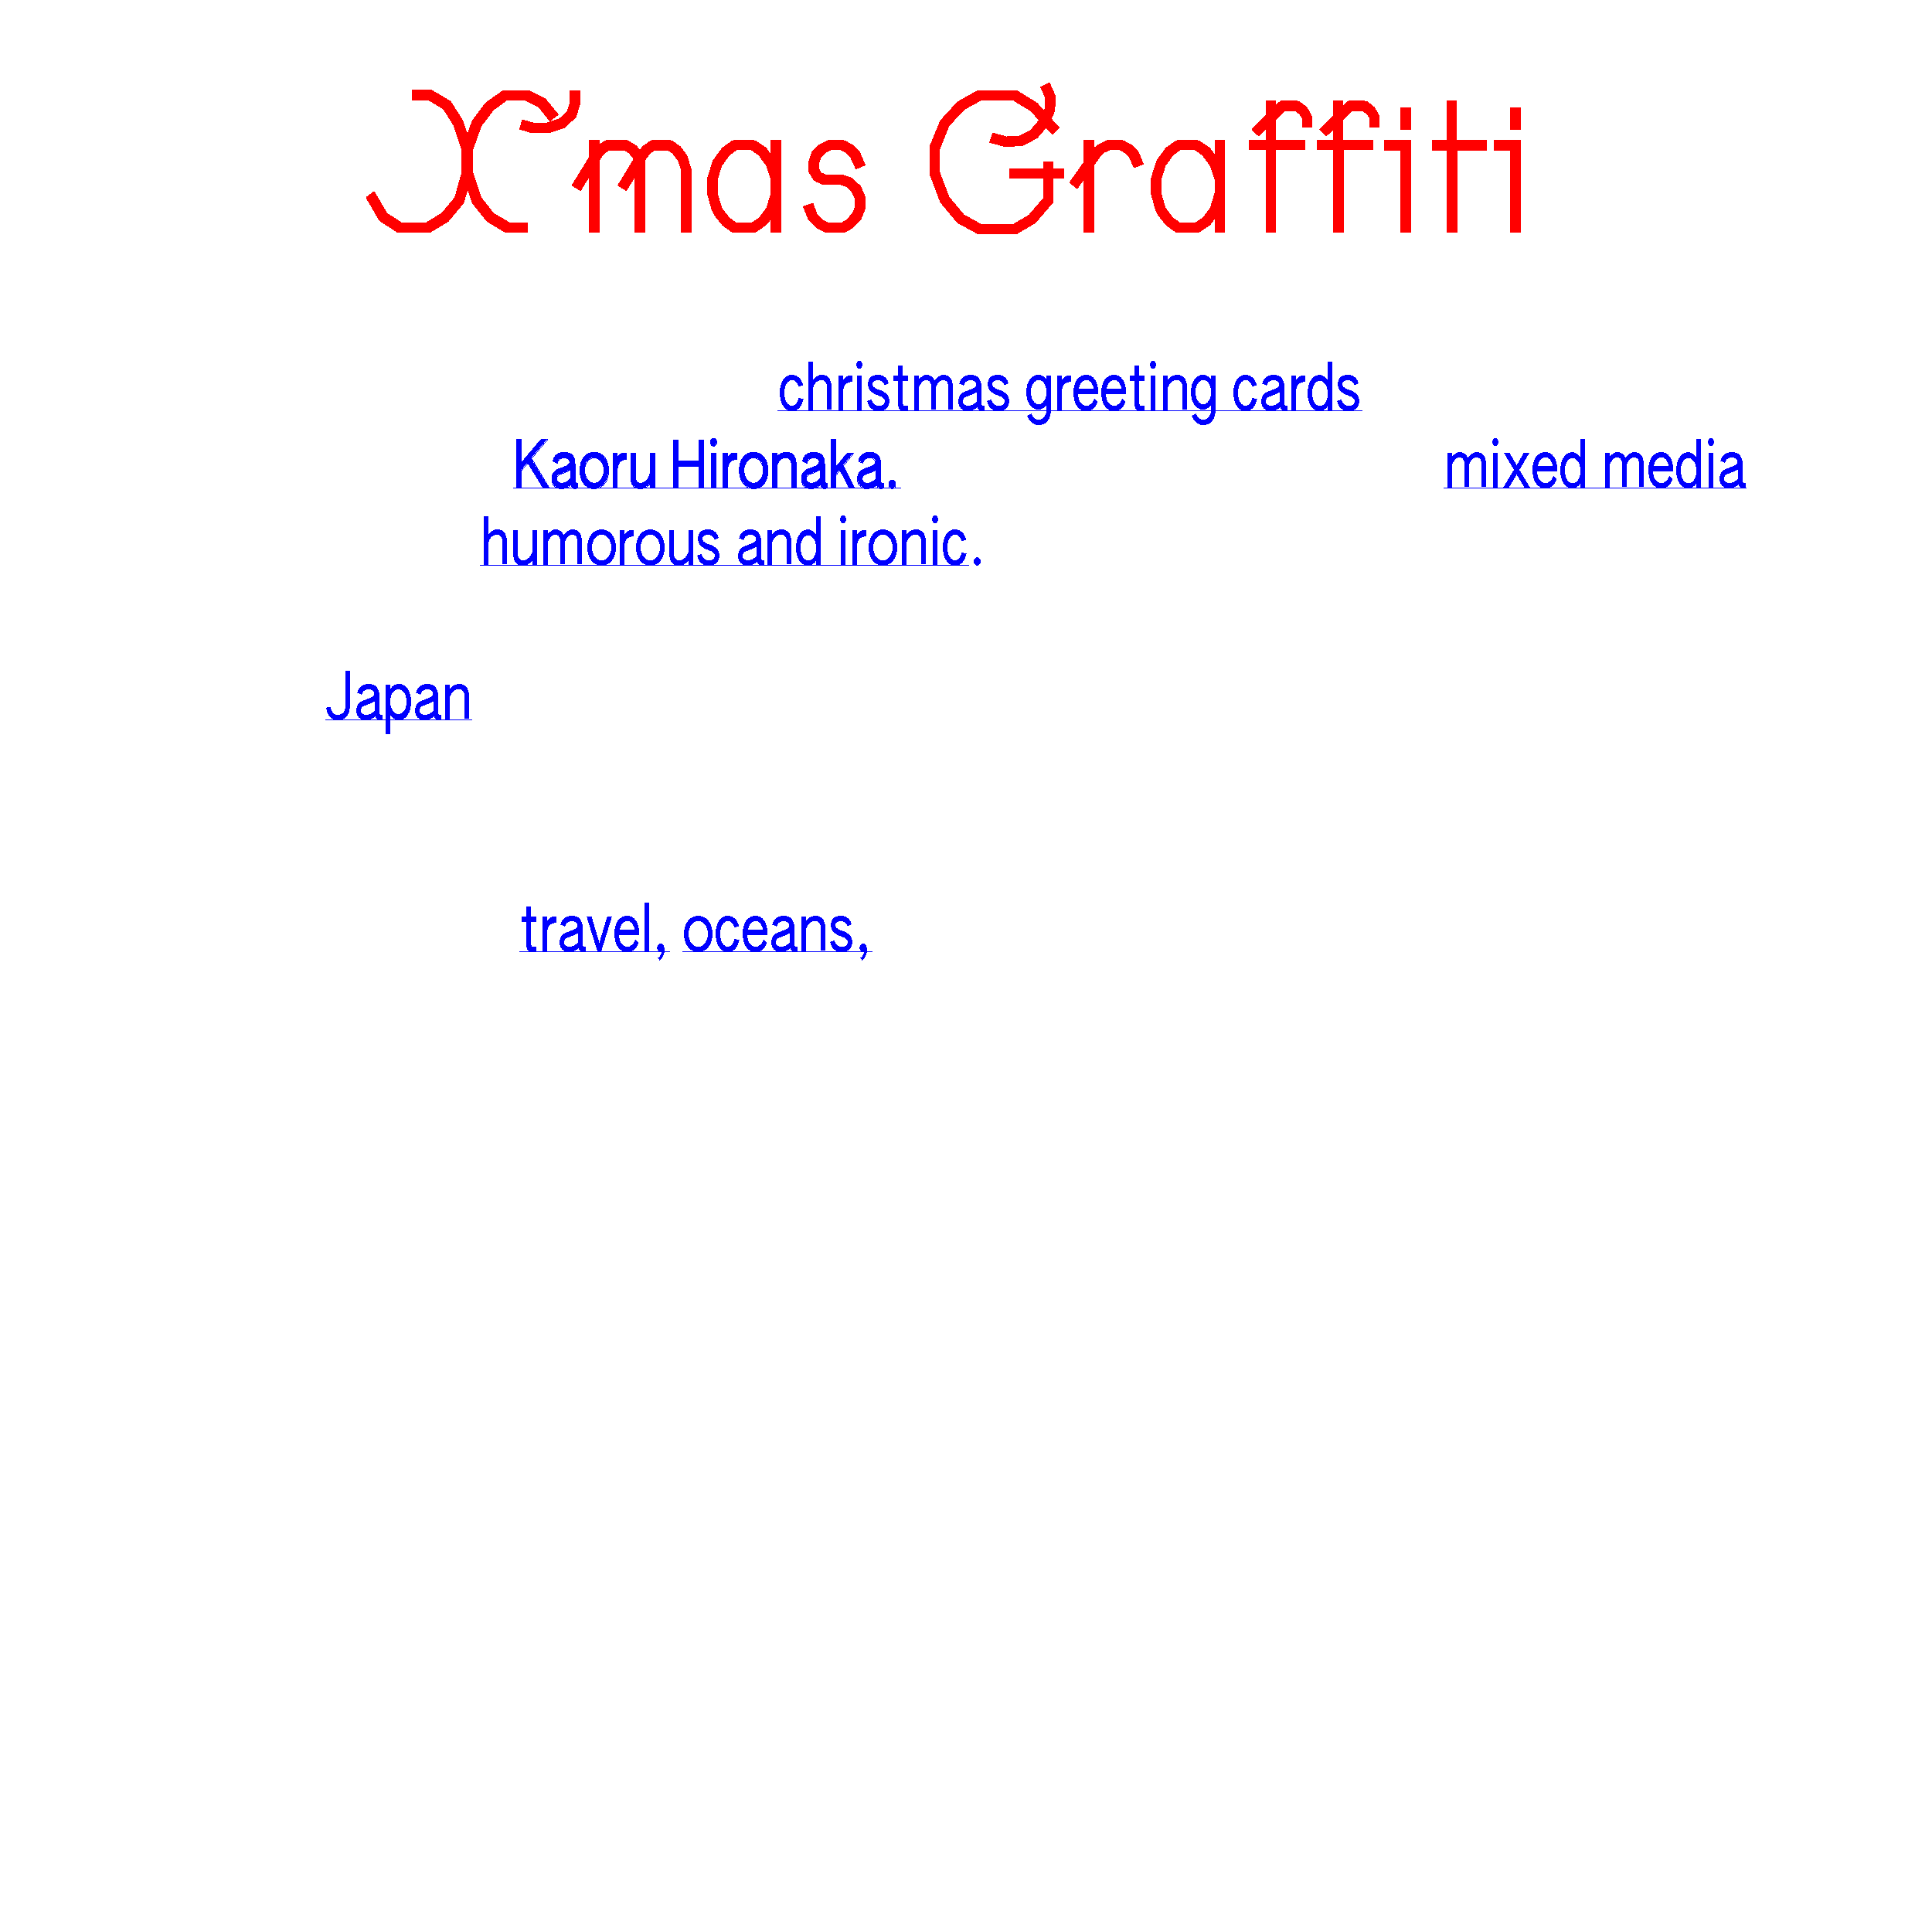 X'mas Graffiti
christmas greeting cards
Kaoru Hironaka. mixed media
humorous and ironic.
Japan
travel, oceans,